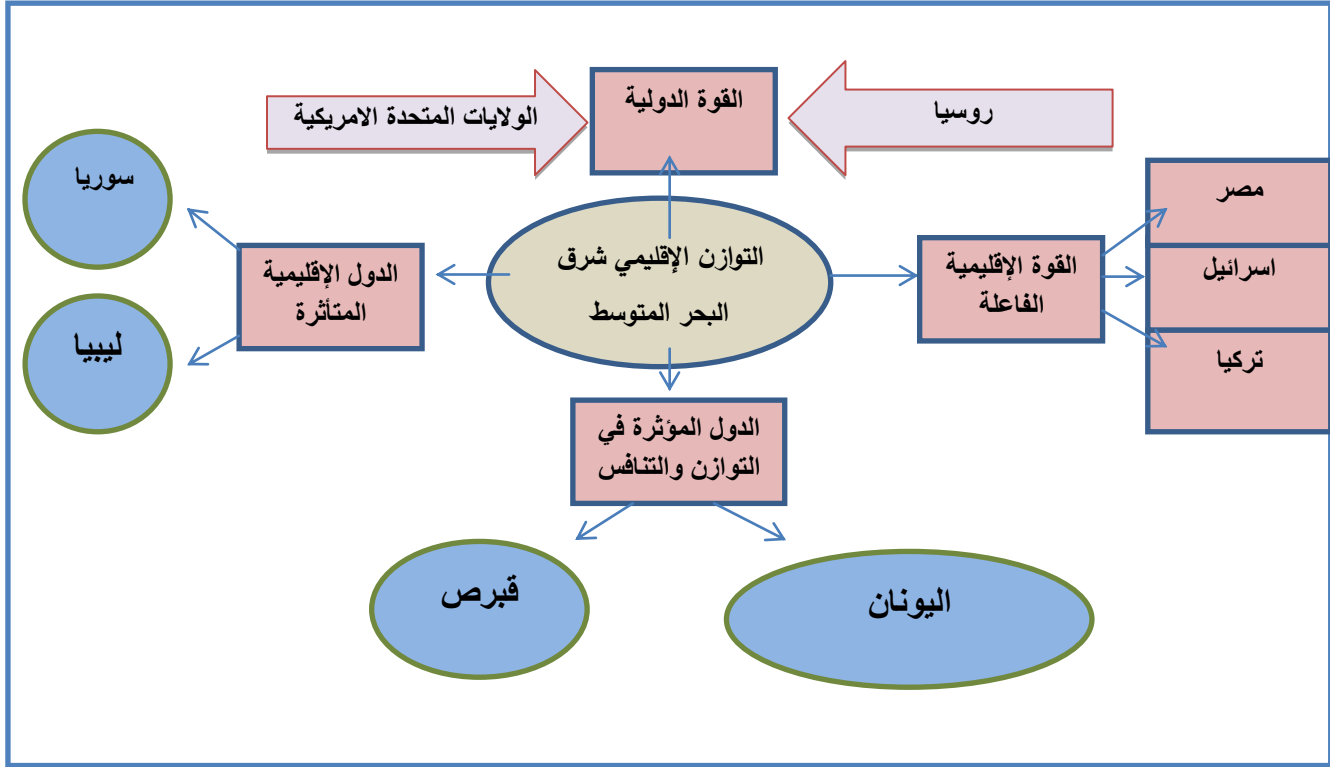 القوة الدولية
روسيا
الولايات المتحدة الامريكية
التوازن الإقليمي شرق
البحر المتوسط
القوة الإقليمية
الفاعلة
مصر
اسرائيل
تركيا
الدول الإقليمية
المتأثرة
سوريا
ليبيا
الدول المؤثرة في
التوازن والتنافس
اليونان
قبرص